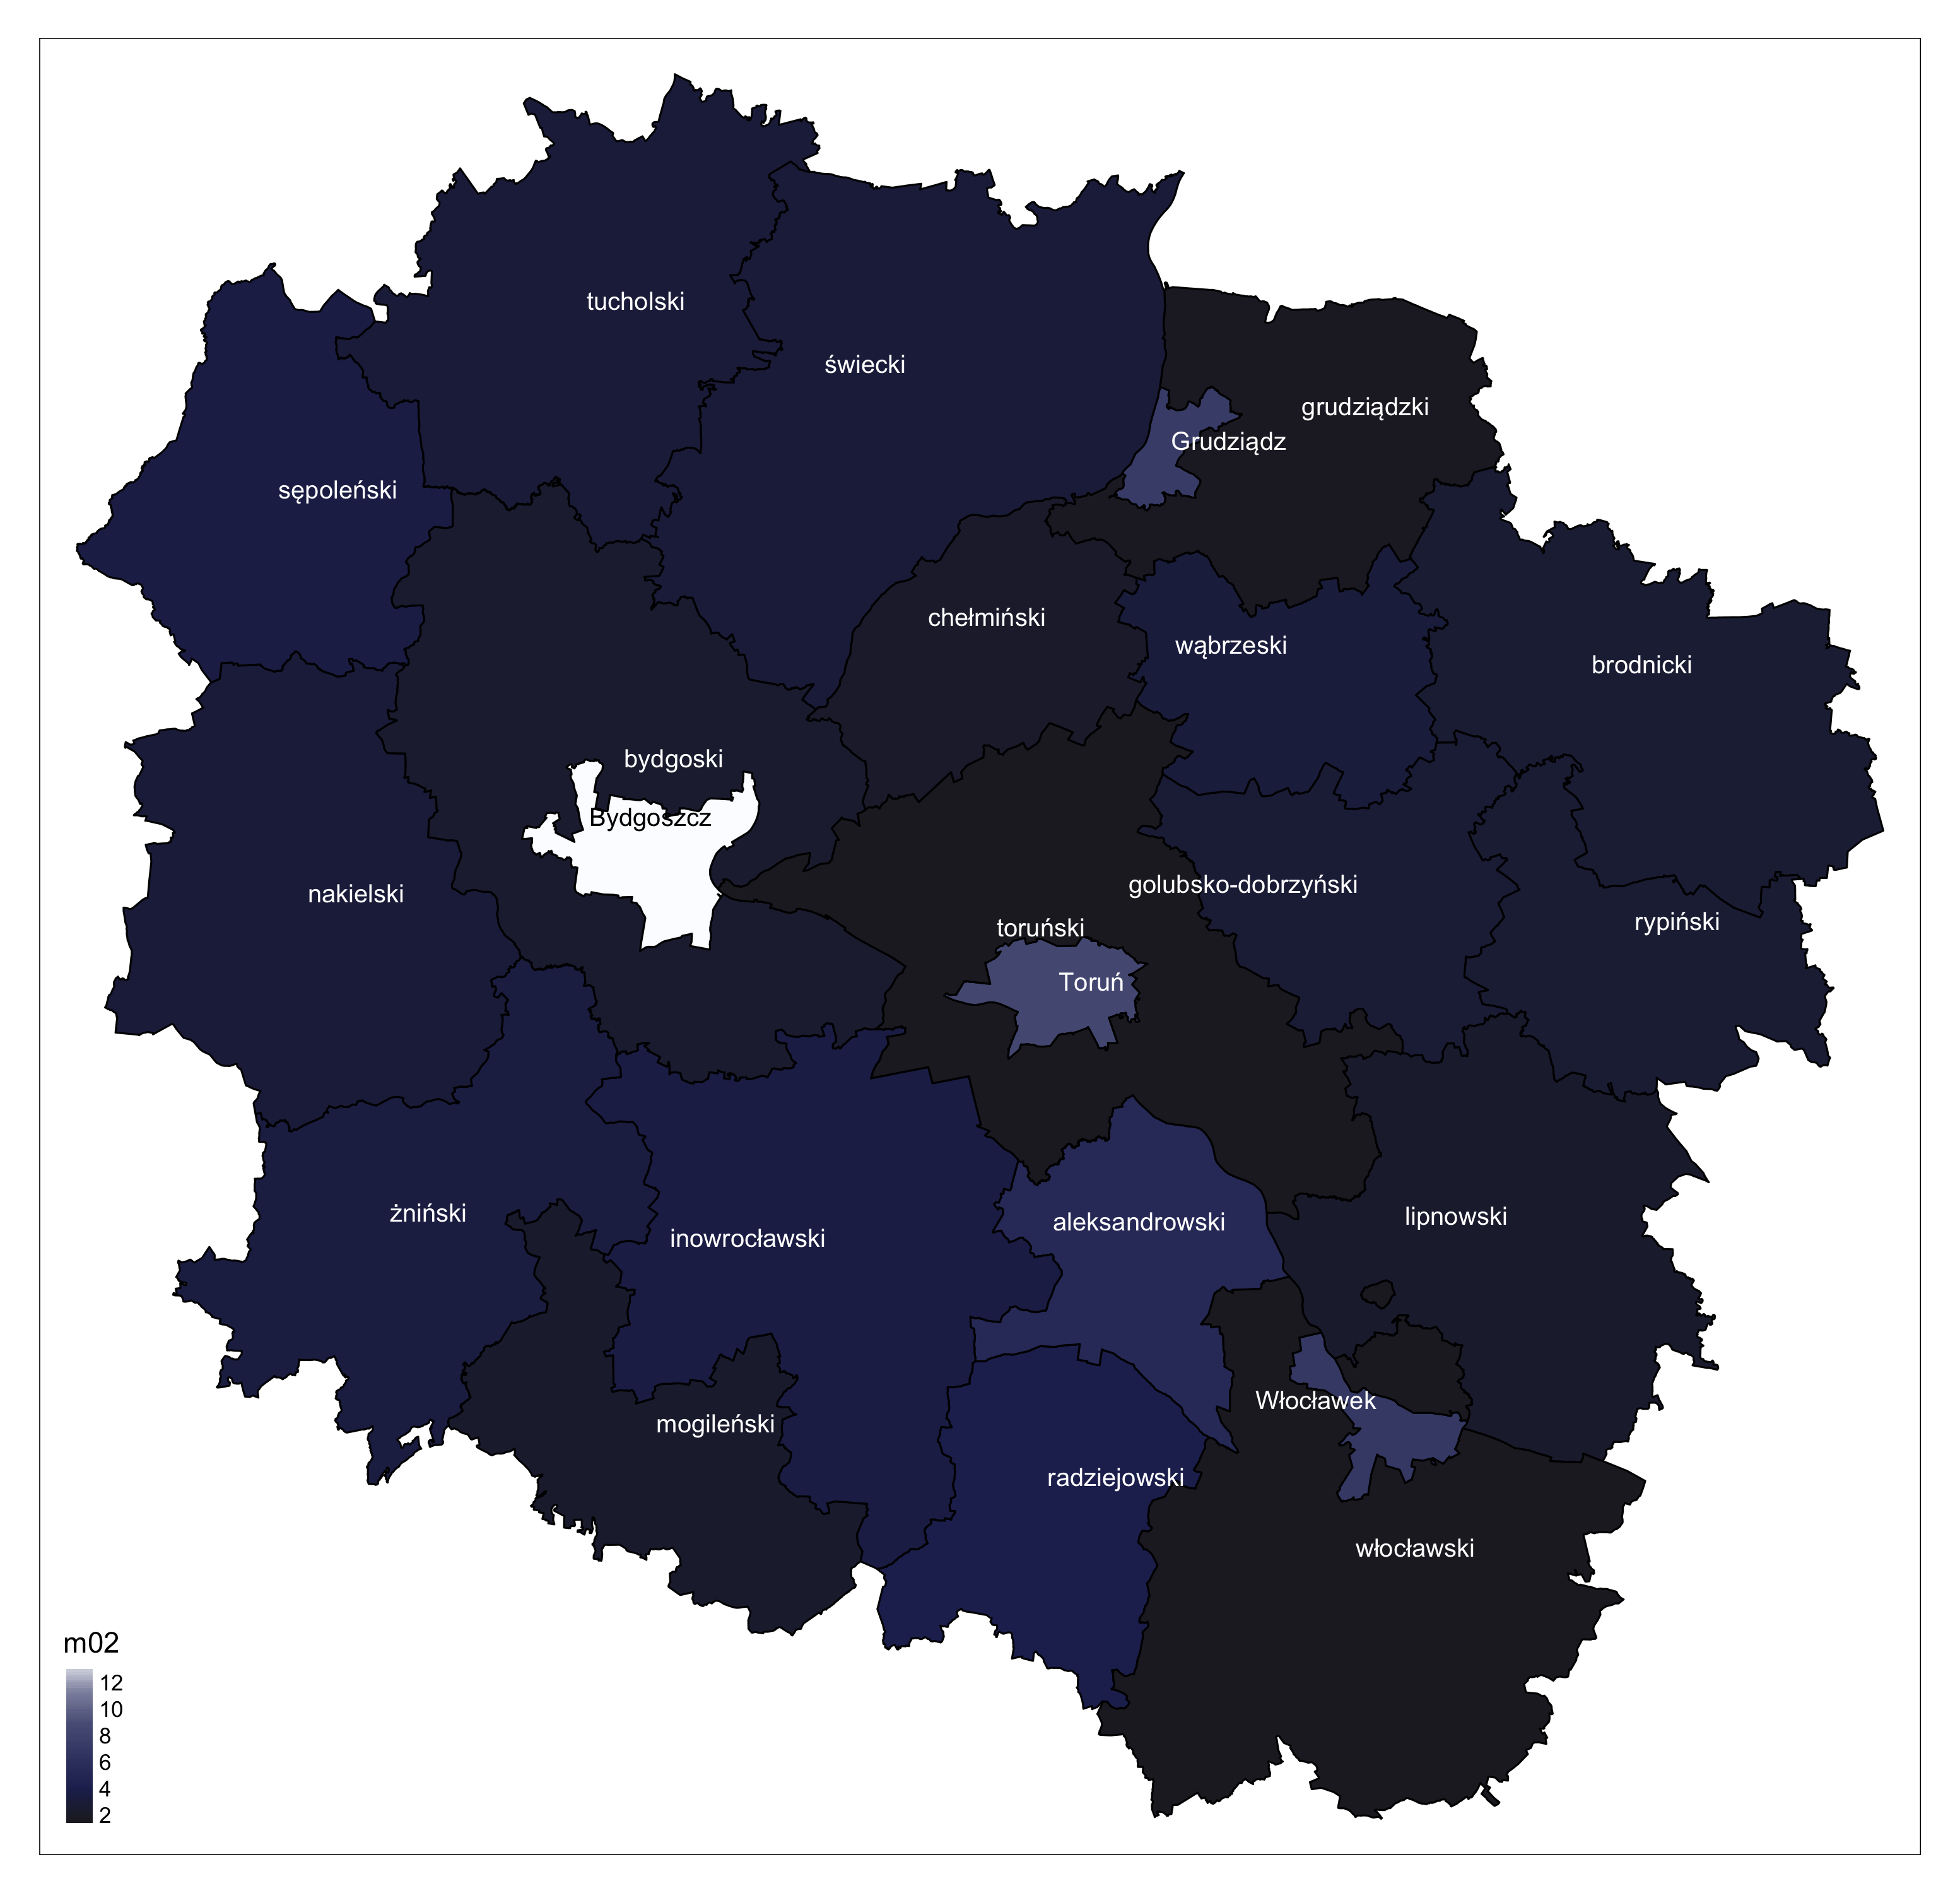 tucholski
świecki
grudziądzki
Grudziądz
sępoleński
chełmiński
wąbrzeski
brodnicki
bydgoski
Bydgoszcz
nakielski
golubsko-dobrzyński
rypiński
toruński
Toruń
żniński
inowrocławski
aleksandrowski
lipnowski
Włocławek
mogileński
radziejowski
włocławski
m02
12
10
8
6
4
2